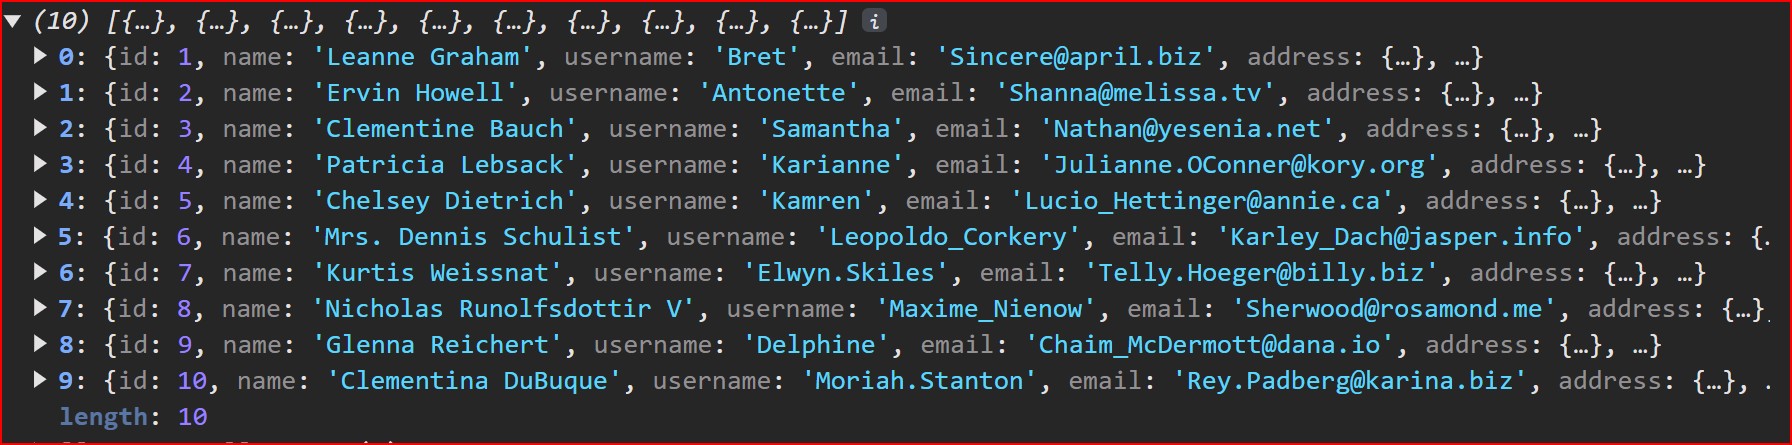 (10) [{…}, {…}, {…}, {…}, {…}, {…}, {…}, {…}, {…}, {…}] i
0: {id: 1, name: 'Leanne Graham', username: 'Bret', email: 'Sincere@april.biz', address: {…}, …}
1: {id: 2, name: 'Ervin Howell', username: 'Antonette', email: 'Shanna@melissa.tv', address: {…}, …}
2: {id: 3, name: 'Clementine Bauch', username: 'Samantha', email: 'Nathan@yesenia.net', address: {…}, …}
3: {id: 4, name: 'Patricia Lebsack', username: 'Karianne', email: 'Julianne.OConner@kory.org', address: {…}, …}
4: {id: 5, name: 'Chelsey Dietrich', username: 'Kamren', email: 'Lucio_Hettinger@annie.ca', address: {…}, …}
5: {id: 6, name: 'Mrs. Dennis Schulist', username: 'Leopoldo_Corkery', email: 'Karley_Dach@jasper.info', address: {.
6: {id: 7, name: 'Kurtis Weissnat', username: 'Elwyn.Skiles', email: 'Telly.Hoeger@billy.biz', address: {…}, …}
7: {id: 8, name: 'Nicholas Runolfsdottir V', username: 'Maxime_Nienow', email: 'Sherwood@rosamond.me', address: {…},
8: {id: 9, name: 'Glenna Reichert', username: 'Delphine', email: 'Chaim_McDermott@dana.io', address: {…}, …}
9: {id: 10, name: 'Clementina DuBuque', username: 'Moriah.Stanton', email: 'Rey.Padberg@karina.biz', address: {…}, .
length: 10